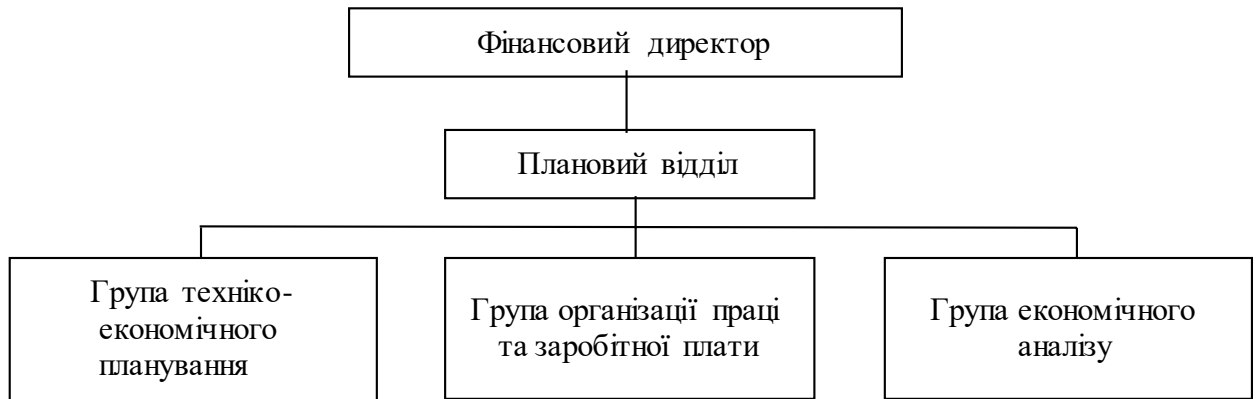 Фінансовий директор
Плановий відділ
Група техніко-
економічного
планування
Група організації праці
та заробітної плати
Група економічного
аналізу